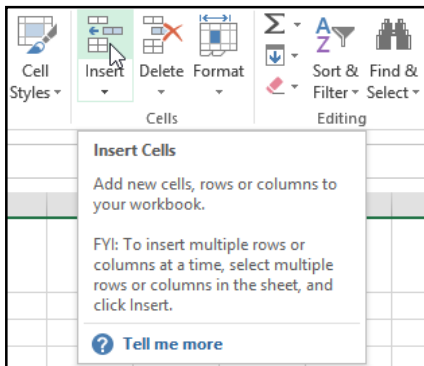 Cell
Styles
Insert
Delete
Format
Sort &
Filter
Find &
Select
Cells
Editing
Insert Cells
Add new cells, rows or columns to
your workbook.
FYI: To insert multiple rows or
columns at a time, select multiple
rows or columns in the sheet, and
click Insert.
Tell me more